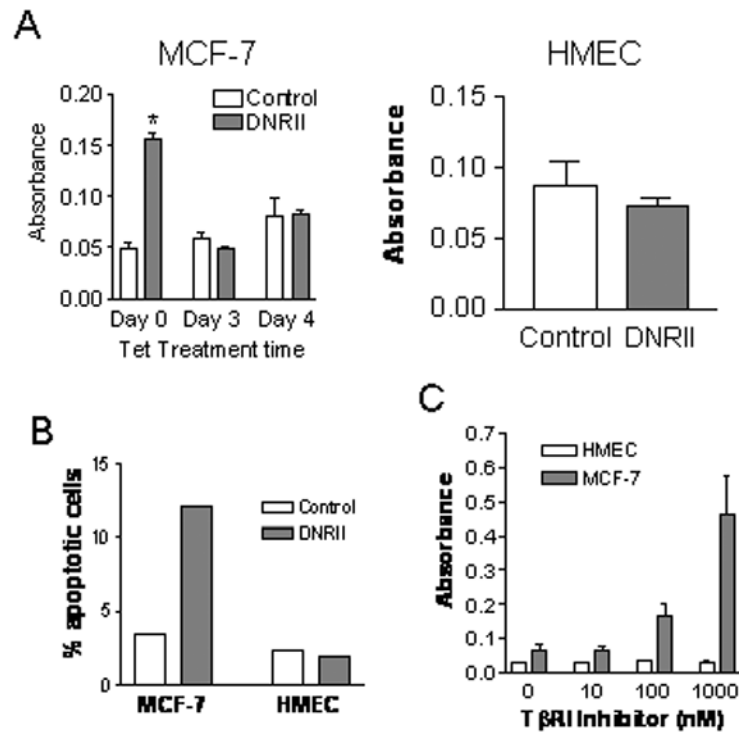 A
MCF-7
HMEC
0.20
0.15
0.10
0.05
0.00
Absorbance
Control
DNRII
*
Day 0 Day 3 Day 4
Tet Treatment time
0.15
0.10
0.05
0.00
Absorbance
Control DNRII
B
15
10
5
0
% apoptotic cells
Control
DNRII
MCF-7 HMEC
C
0.7
0.6
0.5
0.4
0.3
0.2
0.1
0.0
Absorbance
HMEC
MCF-7
0 10 100 1000
TβRI Inhibitor (nM)